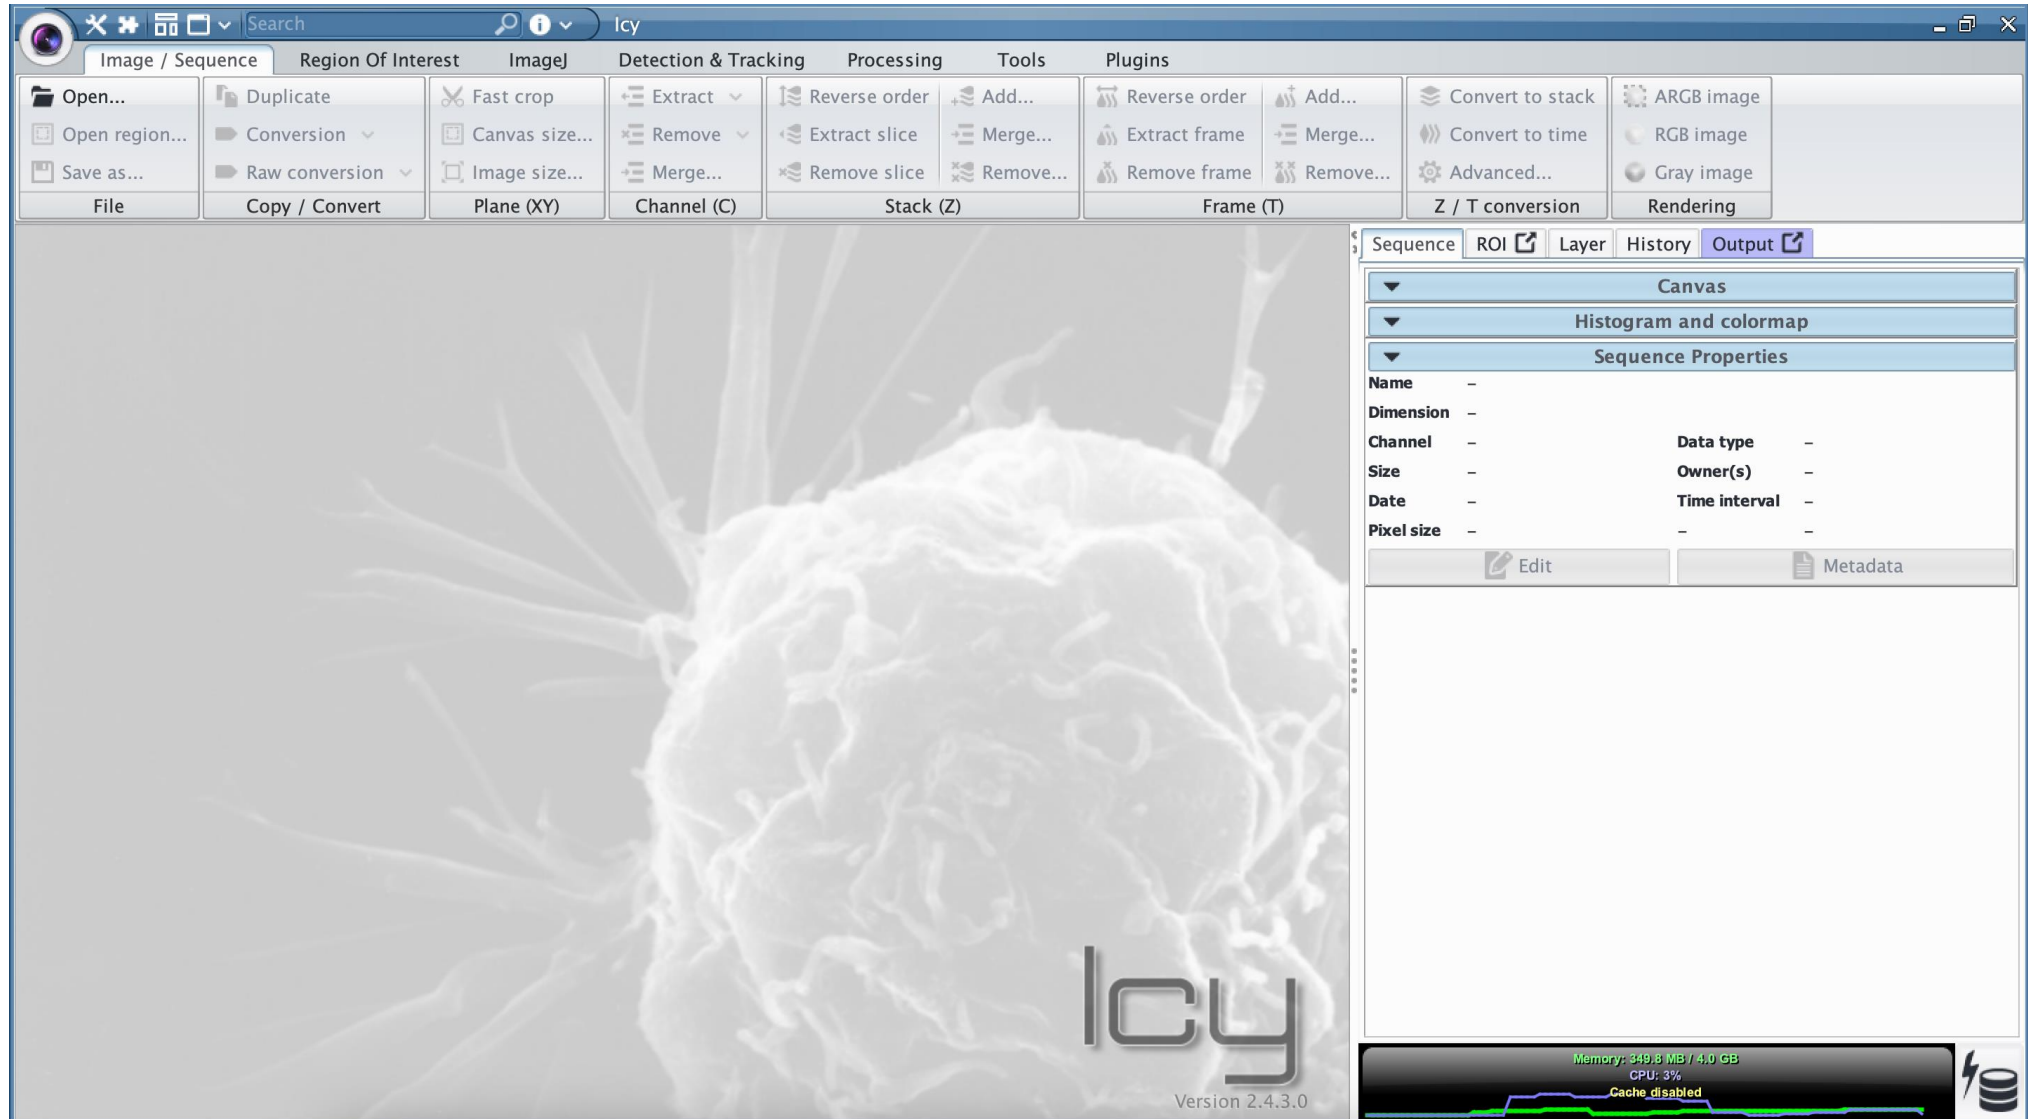 Search
Icy
Image / Sequence Region Of Interest ImageJ Detection & Tracking Processing Tools Plugins
Open... Duplicate Fast crop Extract Reverse order Add... Reverse order Add... Convert to stack ARGB image
Open region... Conversion Canvas size... Remove Extract slice Merge... Extract frame Merge... Convert to time RGB image
Save as... Raw conversion Image size... Merge... Remove slice Remove... Remove frame Remove... Advanced... Gray image
File Copy / Convert Plane (XY) Channel (C) Stack (Z) Frame (T) Z / T conversion Rendering
Sequence ROI Layer History Output
Canvas
Histogram and colormap
Sequence Properties
Name –
Dimension –
Channel – Data type –
Size – Owner(s) –
Date – Time interval –
Pixel size – – –
Edit Metadata
Icy
Version 2.4.3.0
Memory: 349.8 MB / 4.0 GB
CPU: 3%
Cache disabled